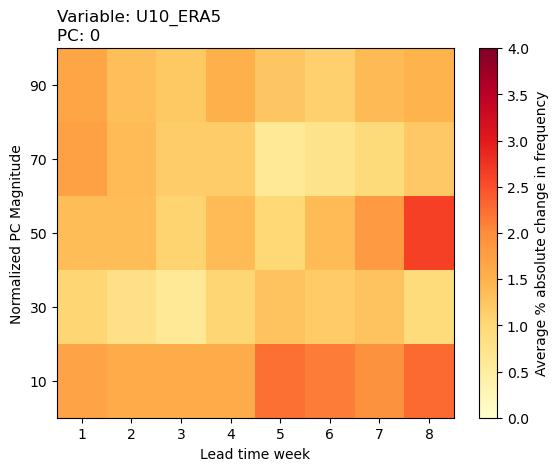 Variable: U10_ERA5
PC: 0
Normalized PC Magnitude
90
70
50
30
10
1 2 3 4 5 6 7 8
Lead time week
4.0
3.5
3.0
2.5
2.0
1.5
1.0
0.5
0.0
Average % absolute change in frequency